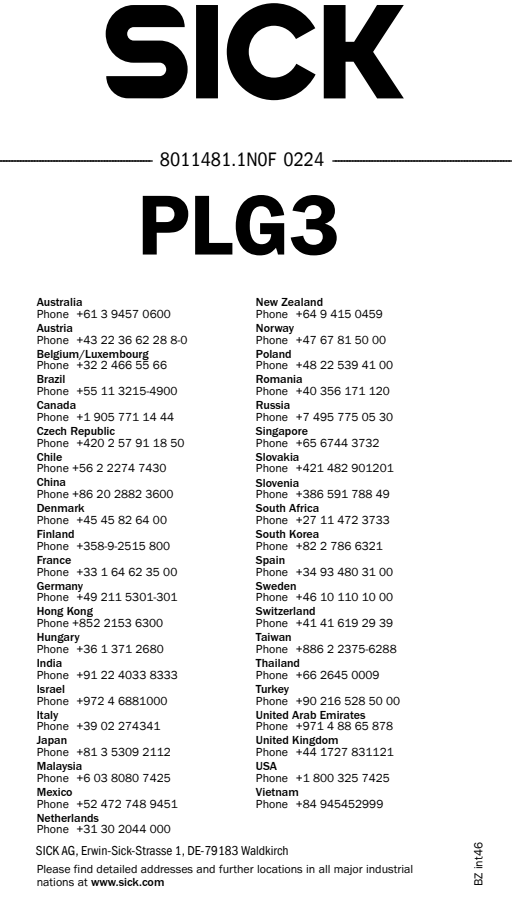 SICK
8011481.1N0F 0224
PLG3
Australia
Phone +61 3 9457 0600
Austria
Phone +43 22 36 62 28 8-0
Belgium/Luxembourg
Phone +32 2 466 55 66
Brazil
Phone +55 11 3215-4900
Canada
Phone +1 905 771 14 44
Czech Republic
Phone +420 2 57 91 18 50
Chile
Phone +56 2 2274 7430
China
Phone +86 20 2882 3600
Denmark
Phone +45 45 82 64 00
Finland
Phone +358-9-2515 800
France
Phone +33 1 64 62 35 00
Germany
Phone +49 211 5301-301
Hong Kong
Phone +852 2153 6300
Hungary
Phone +36 1 371 2680
India
Phone +91 22 4033 8333
Israel
Phone +972 4 6881000
Italy
Phone +39 02 274341
Japan
Phone +81 3 5309 2112
Malaysia
Phone +6 03 8080 7425
Mexico
Phone +52 472 748 9451
Netherlands
Phone +31 30 2044 000
New Zealand
Phone +64 9 415 0459
Norway
Phone +47 67 81 50 00
Poland
Phone +48 22 539 41 00
Romania
Phone +40 356 171 120
Russia
Phone +7 495 775 05 30
Singapore
Phone +65 6744 3732
Slovakia
Phone +421 482 901201
Slovenia
Phone +386 591 788 49
South Africa
Phone +27 11 472 3733
South Korea
Phone +82 2 786 6321
Spain
Phone +34 93 480 31 00
Sweden
Phone +46 10 110 10 00
Switzerland
Phone +41 41 619 29 39
Taiwan
Phone +886 2 2375-6288
Thailand
Phone +66 2645 0009
Turkey
Phone +90 216 528 50 00
United Arab Emirates
Phone +971 4 88 65 878
United Kingdom
Phone +44 1727 831121
USA
Phone +1 800 325 7425
Vietnam
Phone +84 945452999
SICK AG, Erwin-Sick-Strasse 1, DE-79183 Waldkirch
Please find detailed addresses and further locations in all major industrial
nations at www.sick.com
BZ int46